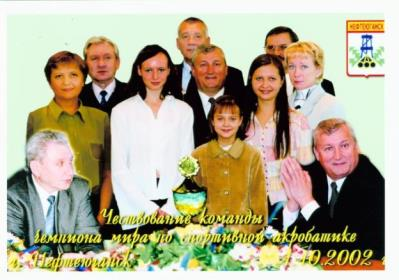 НЕФТЕЮГАНСК
Чествование команды -
чемпиона мира по спортивной акробатике
г. Нефтеюганск
.10.2002 г